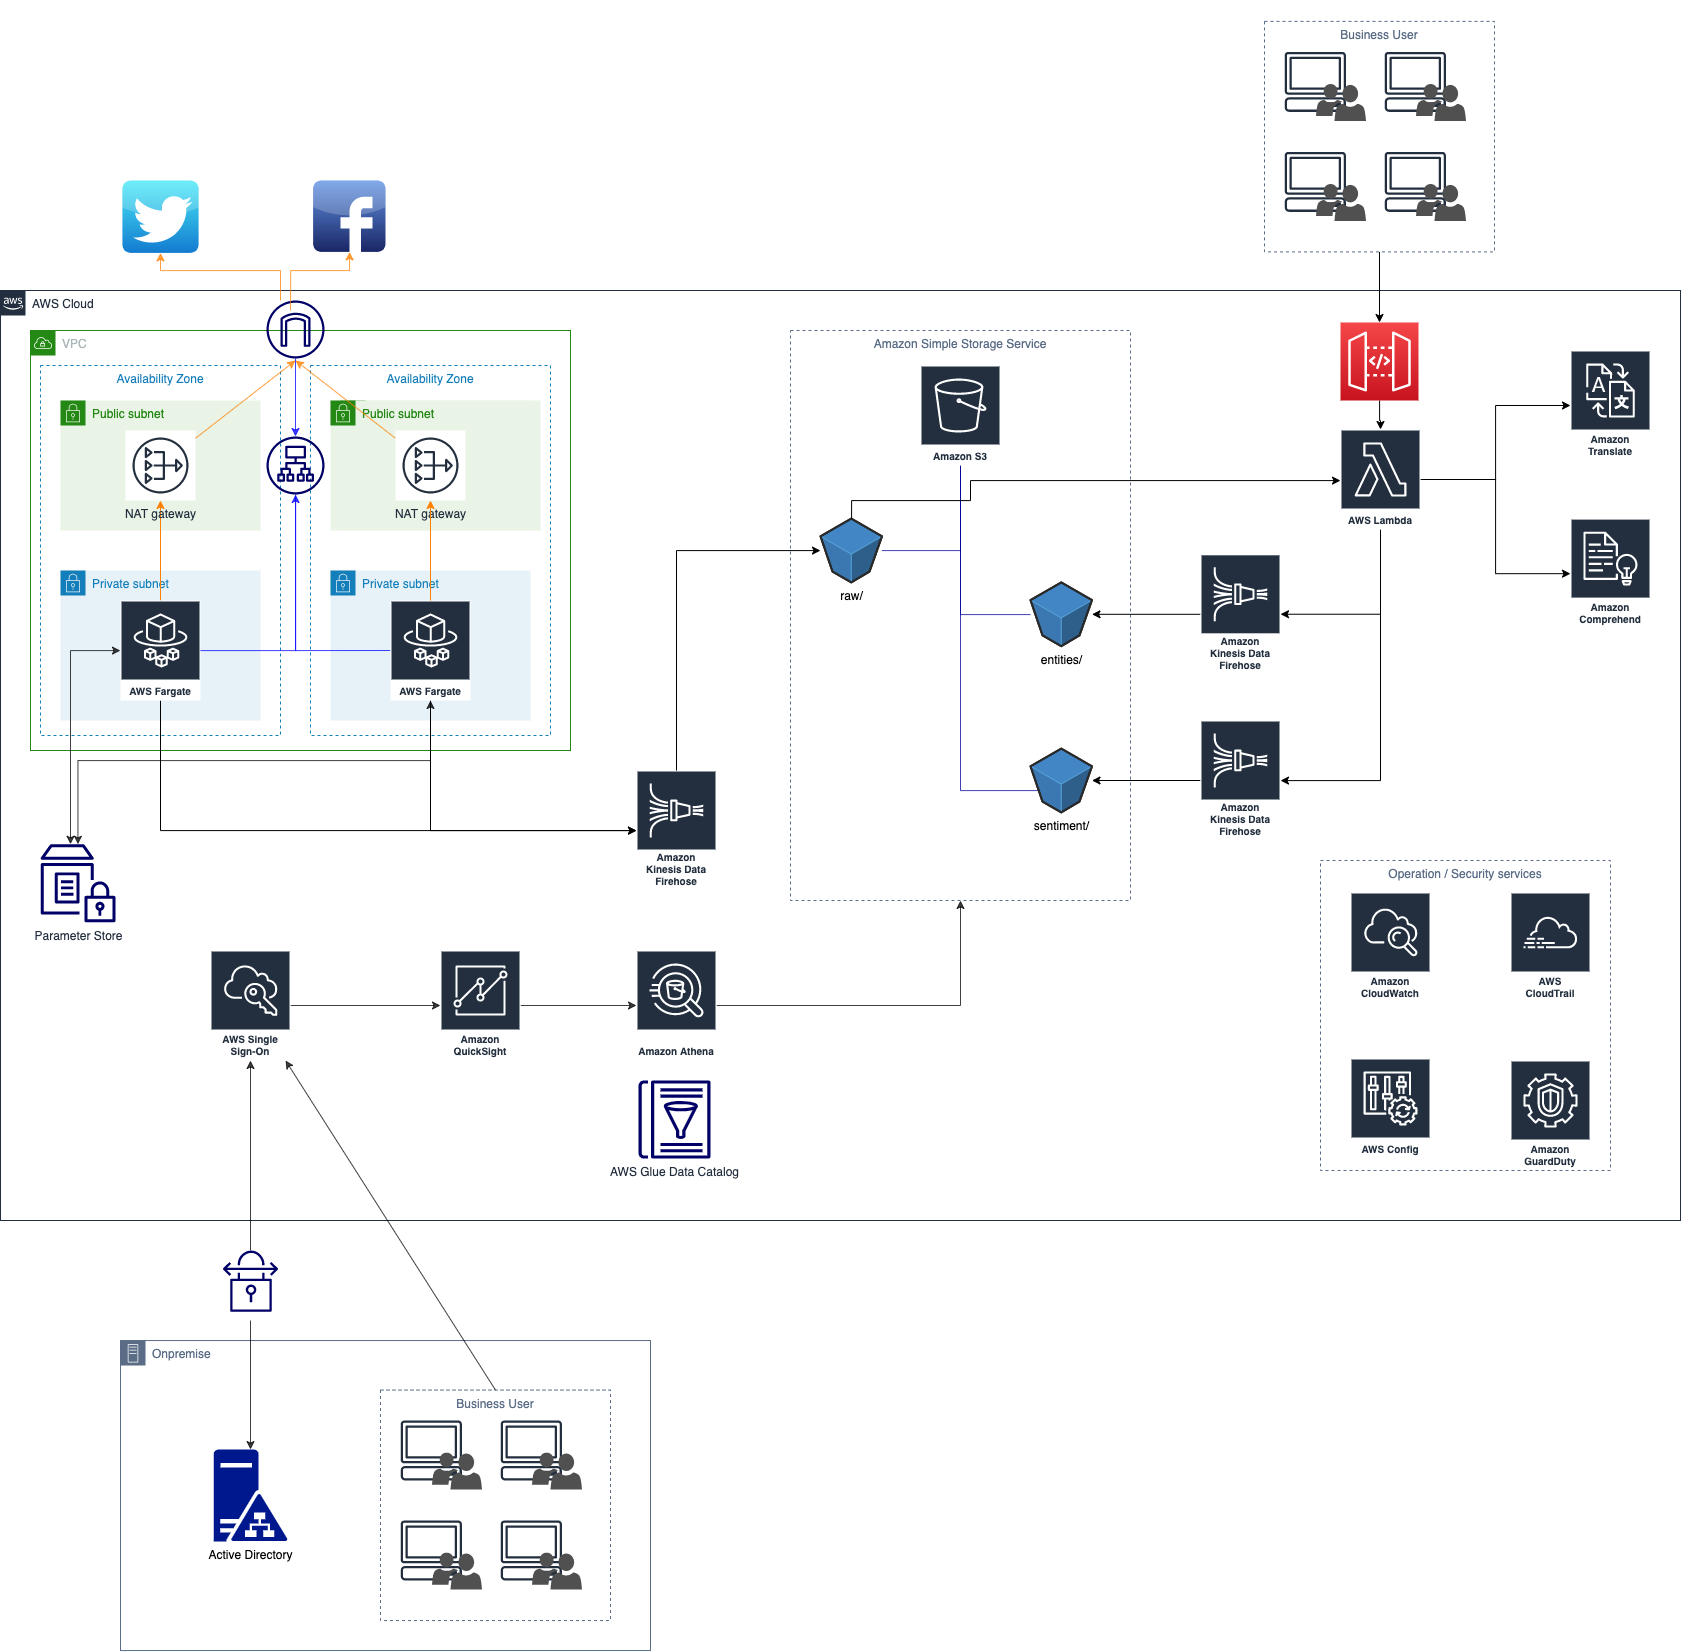 Business User
aws
AWS Cloud
VPC
Availability Zone
Availability Zone
Public subnet
Public subnet
NAT gateway
NAT gateway
Private subnet
Private subnet
AWS Fargate
AWS Fargate
Parameter Store
Amazon
Kinesis Data
Firehose
Amazon Simple Storage Service
Amazon S3
raw/
entities/
sentiment/
AWS Lambda
Amazon
Translate
Amazon
Comprehend
Amazon
Kinesis Data
Firehose
Amazon
Kinesis Data
Firehose
Operation / Security services
Amazon
CloudWatch
AWS
CloudTrail
AWS Config
Amazon
GuardDuty
AWS Single
Sign-On
Amazon
QuickSight
Amazon Athena
AWS Glue Data Catalog
Onpremise
Business User
Active Directory